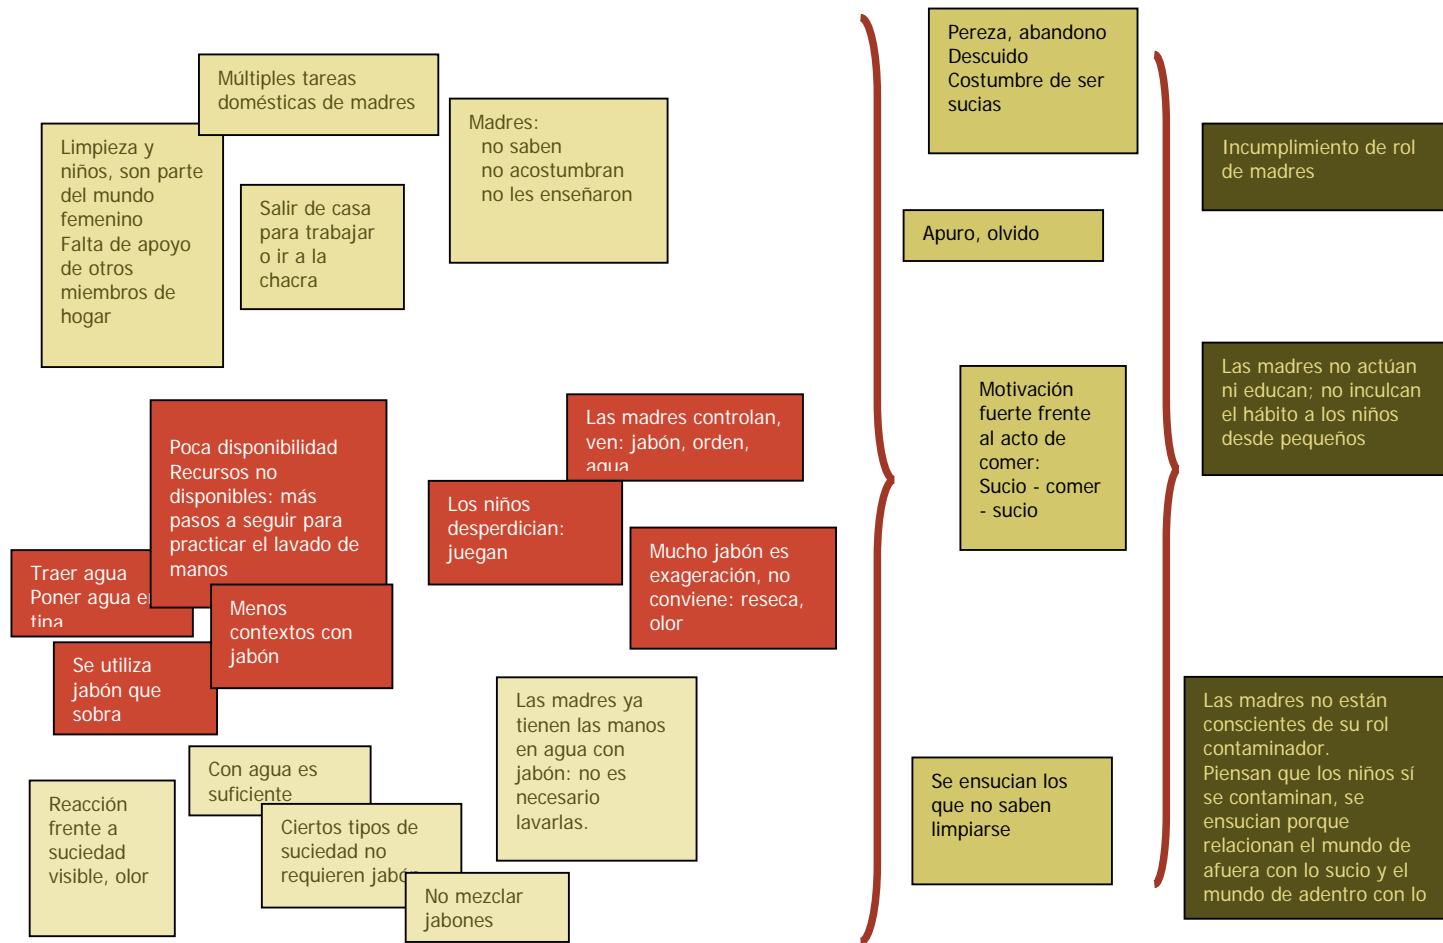 Múltiples tareas
domésticas de madres
Limpieza y
niños, son parte
del mundo
femenino
Falta de apoyo
de otros
miembros de
hogar
Salir de casa
para trabajar
o ir a la
chacra
Madres:
no saben
no acostumbran
no les enseñaron
Poca disponibilidad
Recursos no
disponibles: más
pasos a seguir para
practicar el lavado de
manos
Traer agua
Poner agua en
tina
Menos
contextos con
jabón
Se utiliza
jabón que
sobra
Las madres controlan,
ven: jabón, orden,
agua
Los niños
desperdician:
juegan
Mucho jabón es
exageración, no
conviene: reseca,
olor
Las madres ya
tienen las manos
en agua con
jabón: no es
necesario
lavarlas.
Con agua es
suficiente
Reacción
frente a
suciedad
visible, olor
Ciertos tipos de
suciedad no
requieren jabón
No mezclar
jabones
Pereza, abandono
Descuido
Costumbre de ser
sucias
Apuro, olvido
Motivación
fuerte frente
al acto de
comer:
Sucio - comer
- sucio
Se ensucian los
que no saben
limpiarse
Incumplimiento de rol
de madres
Las madres no actúan
ni educan; no inculcan
el hábito a los niños
desde pequeños
Las madres no están
conscientes de su rol
contaminador.
Piensan que los niños sí
se contaminan, se
ensucian porque
relacionan el mundo de
afuera con lo sucio y el
mundo de adentro con lo